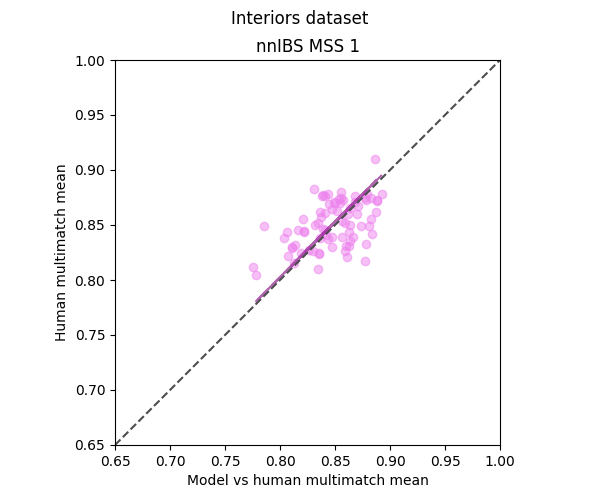 Interiors dataset
nnIBS MSS 1
1.00
0.95
0.90
0.85
0.80
0.75
0.70
0.65
Human multimatch mean
0.65 0.70 0.75 0.80 0.85 0.90 0.95 1.00
Model vs human multimatch mean